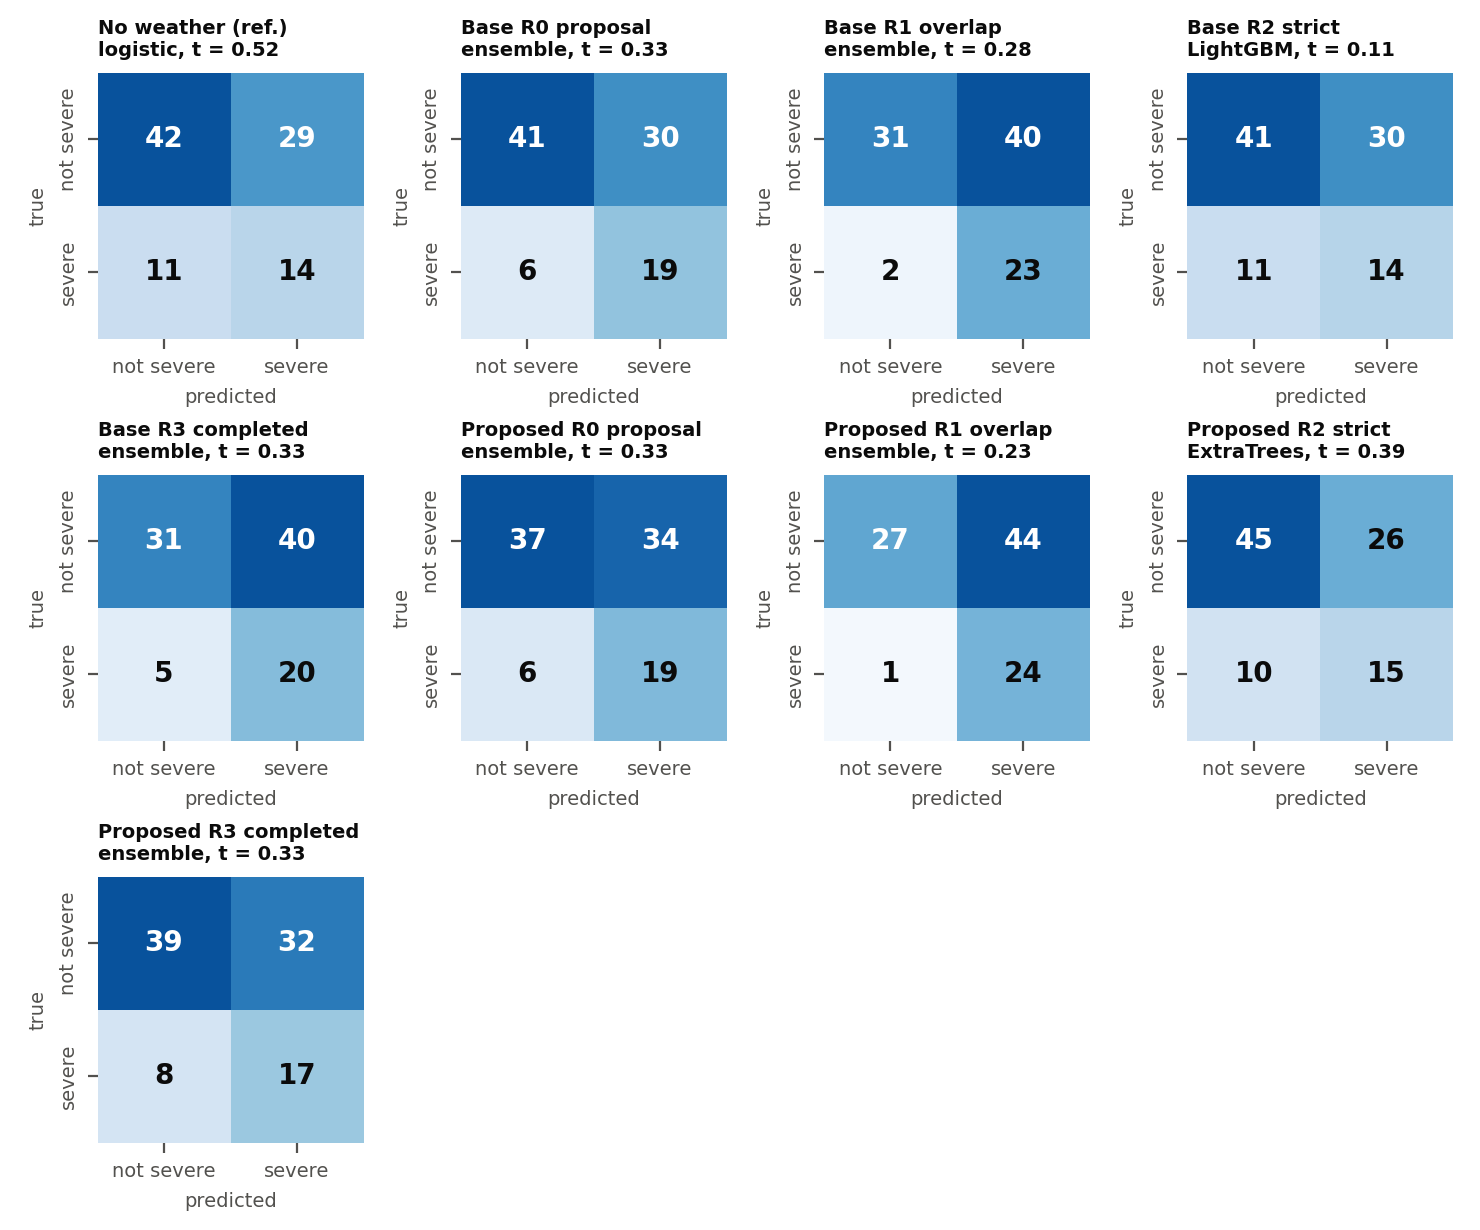 No weather (ref.)
logistic, t = 0.52
true
not severe
severe
42
29
11
14
not severe
severe
predicted
Base R0 proposal
ensemble, t = 0.33
true
not severe
severe
41
30
6
19
not severe
severe
predicted
Base R1 overlap
ensemble, t = 0.28
true
not severe
severe
31
40
2
23
not severe
severe
predicted
Base R2 strict
LightGBM, t = 0.11
true
not severe
severe
41
30
11
14
not severe
severe
predicted
Base R3 completed
ensemble, t = 0.33
true
not severe
severe
31
40
5
20
not severe
severe
predicted
Proposed R0 proposal
ensemble, t = 0.33
true
not severe
severe
37
34
6
19
not severe
severe
predicted
Proposed R1 overlap
ensemble, t = 0.23
true
not severe
severe
27
44
1
24
not severe
severe
predicted
Proposed R2 strict
ExtraTrees, t = 0.39
true
not severe
severe
45
26
10
15
not severe
severe
predicted
Proposed R3 completed
ensemble, t = 0.33
true
not severe
severe
39
32
8
17
not severe
severe
predicted